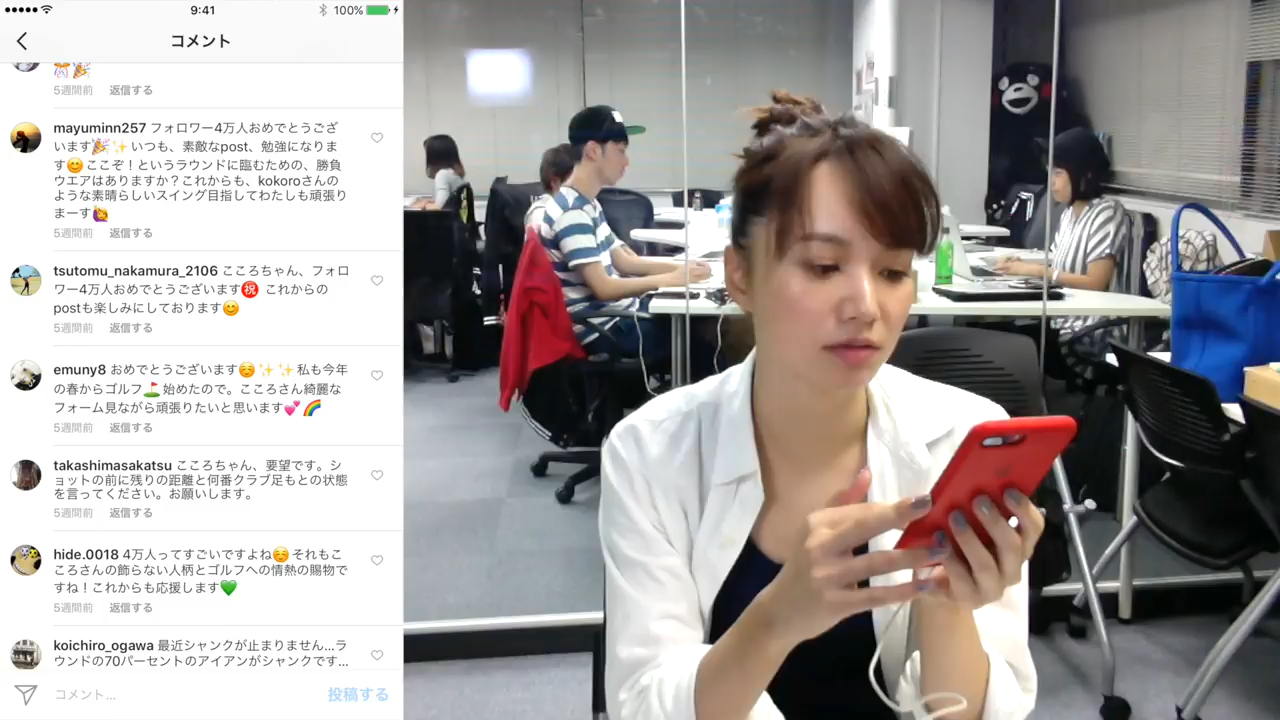 9:41
100%
コメント
5週間前 返信する
mayuminn257 フォロワー4万人おめでとうござ
います🎉✨いつも、素敵なpost、勉強になりま
す😊ここぞ！というラウンドに臨むための、勝負
ウエアはありますか？これからも、kokoroさんの
ような素晴らしいスイング目指してわたしも頑張り
まーす🙋
5週間前 返信する
tsutomu_nakamura_2106 こころちゃん、フォロ
ワー4万人おめでとうございます㊗️ これからの
postも楽しみにしております😊
5週間前 返信する
emuny8 おめでとうございます☺️✨✨私も今年
の春からゴルフ⛳始めたので。こころさん綺麗な
フォーム見ながら頑張りたいと思います💕🌈
5週間前 返信する
takashimasakatsu こころちゃん、要望です。シ
ョットの前に残りの距離と何番クラブ足もとの状態
を言ってください。お願いします。
5週間前 返信する
hide.0018 4万人ってすごいですよね☺️それもこ
ころさんの飾らない人柄とゴルフへの情熱の賜物で
すね！これからも応援します💚
5週間前 返信する
koichiro_ogawa 最近シャンクが止まりません...ラ
ウンドの70パーセントのアイアンがシャンクです...
コメント... 投稿する